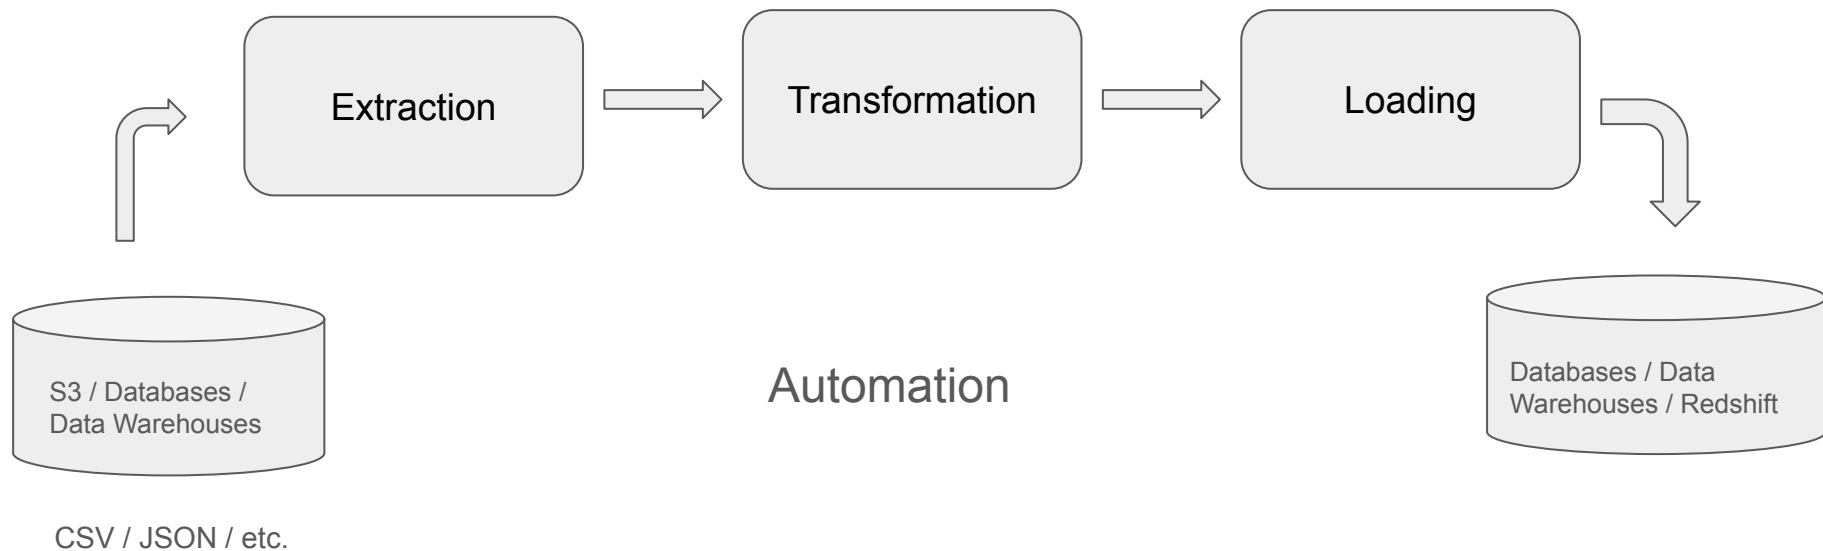 Extraction
Transformation
Loading
S3 / Databases /
Data Warehouses
Automation
Databases / Data
Warehouses / Redshift
CSV / JSON / etc.